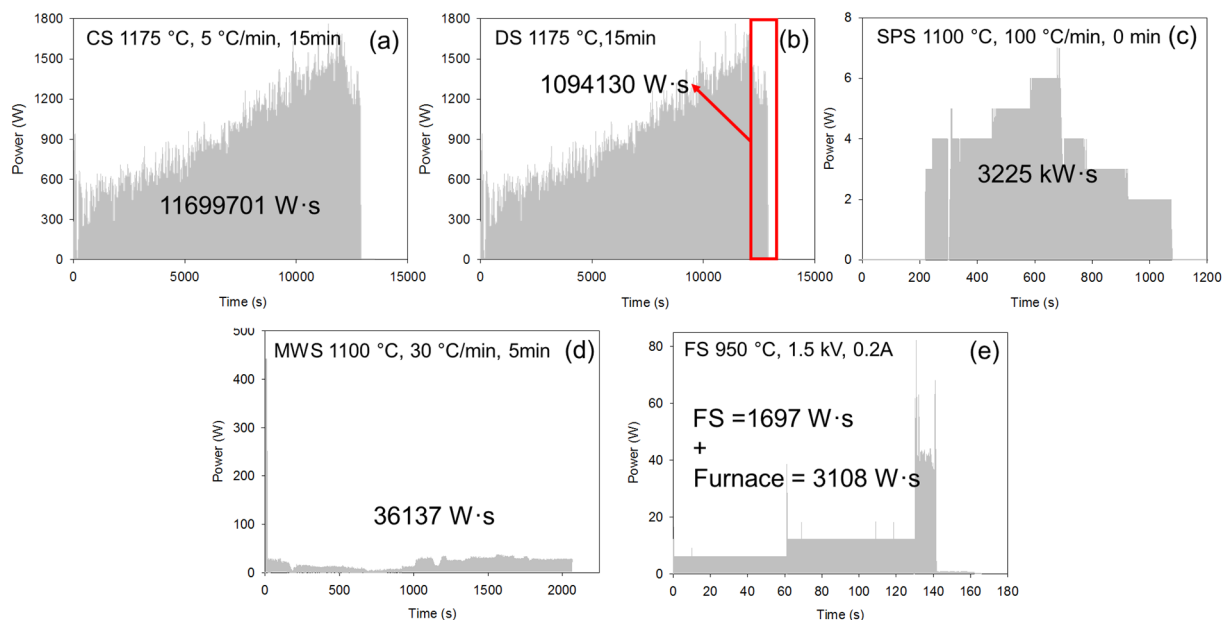 CS 1175 °C, 5 °C/min, 15min (a)
11699701 W·s
Power (W)
1800
1500
1200
900
600
300
0
0 5000 10000 15000
Time (s)
DS 1175 °C,15min (b)
1094130 W·s
Power (W)
1800
1500
1200
900
600
300
0
0 5000 10000 15000
Time (s)
SPS 1100 °C, 100 °C/min, 0 min (c)
3225 kW·s
Power (W)
8
6
4
2
0
0 200 400 600 800 1000 1200
Time (s)
MWS 1100 °C, 30 °C/min, 5min (d)
36137 W·s
Power (W)
500
400
300
200
100
0
0 500 1000 1500 2000
Time (s)
FS 950 °C, 1.5 kV, 0.2A (e)
FS =1697 W·s
+
Furnace = 3108 W·s
Power (W)
80
60
40
20
0
0 20 40 60 80 100 120 140 160 180
Time (s)